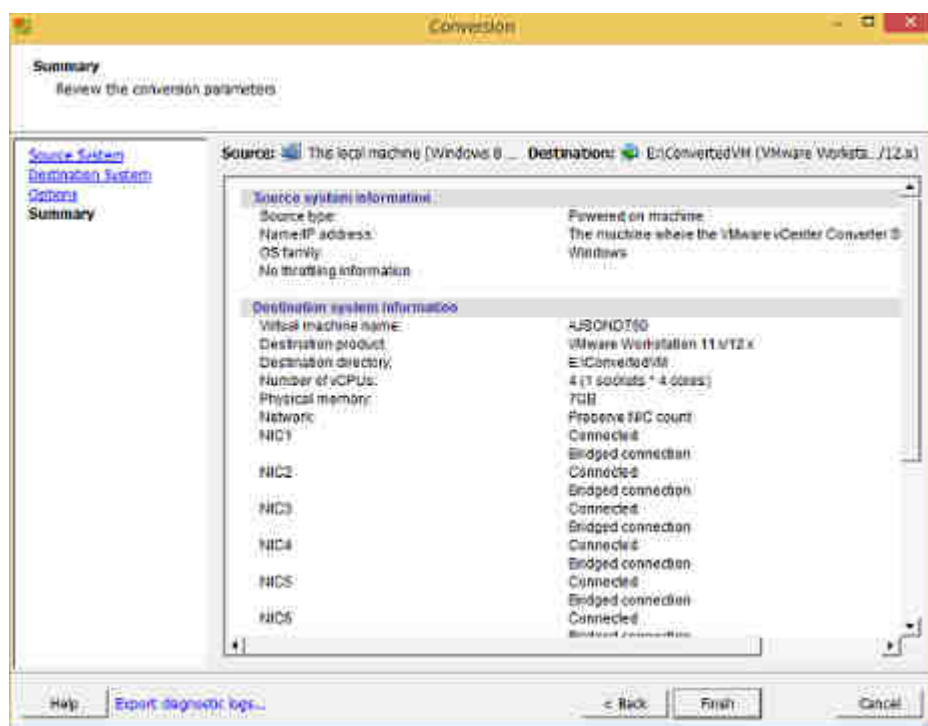 Conversion
Summary
Review the conversion parameters
Source System
Destination System
Options
Summary
Source: This local machine [Windows 8 ... Destination: E:\ConvertedVM (VMware Worksta... /12.x)
Source system information
Source type: Powered on machine
Name/IP address: The machine where the VMware vCenter Converter S
OS family: Windows
No throttling information
Destination system information
Virtual machine name:
Destination product: VMware Workstation 11.x/12.x
Destination directory: E:\ConvertedVM
Number of vCPUs: 4 (1 sockets * 4 cores)
Physical memory: 7GB
Network: Preserve NIC count
NIC1 Connected
Bridged connection
NIC2 Connected
Bridged connection
NIC3 Connected
Bridged connection
NIC4 Connected
Bridged connection
NIC5 Connected
Bridged connection
NIC6 Connected
Bridged connection
Help Export diagnostic logs... < Back Finish Cancel